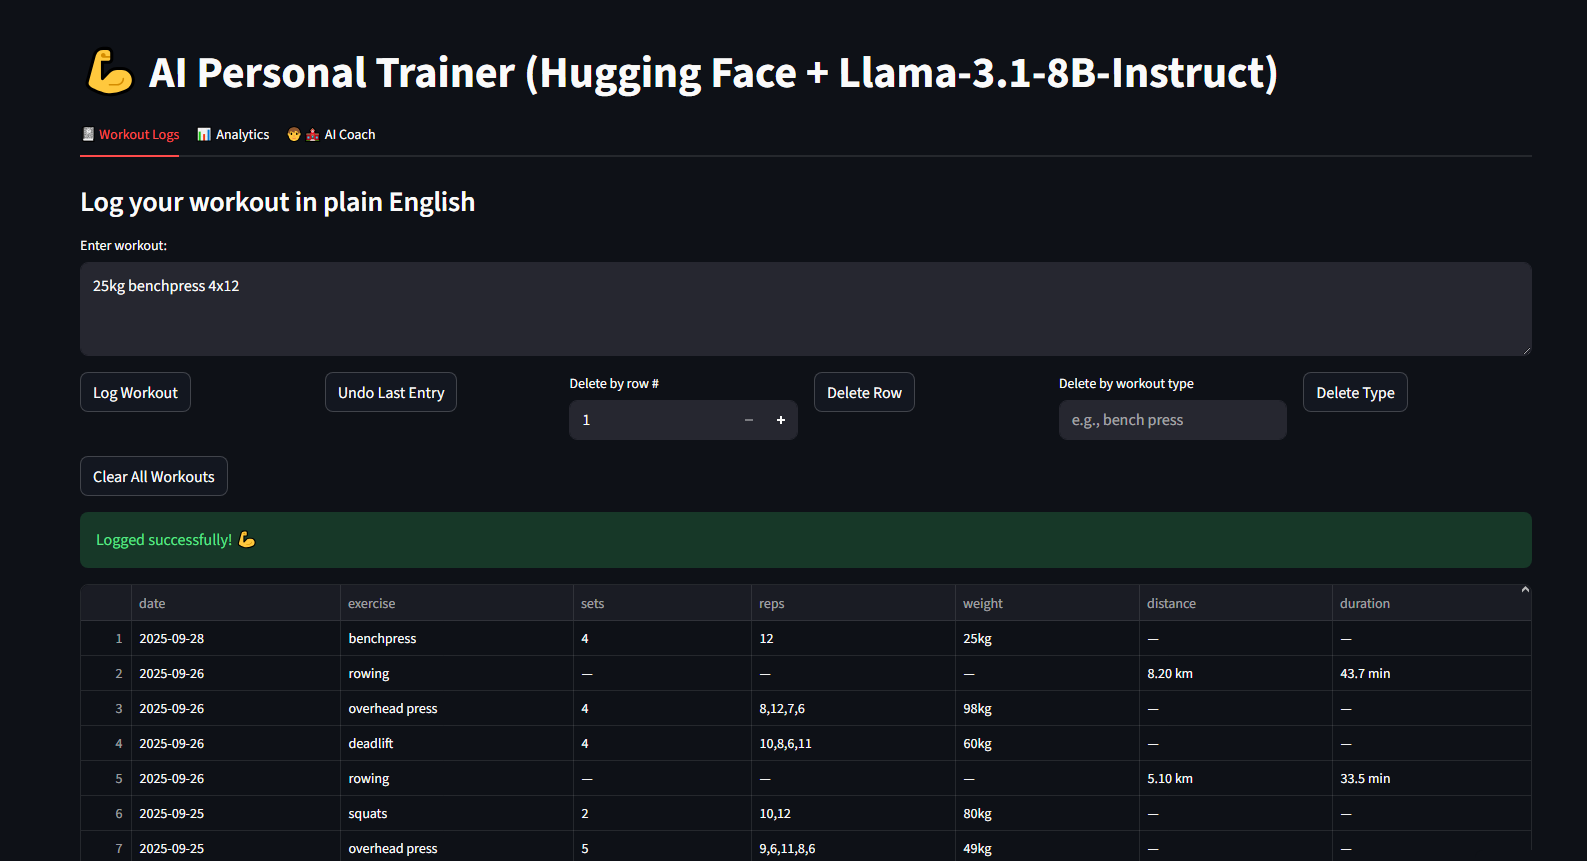 💪 AI Personal Trainer (Hugging Face + Llama-3.1-8B-Instruct)
Workout Logs Analytics AI Coach
Log your workout in plain English
Enter workout:
25kg benchpress 4x12
Log Workout Undo Last Entry Delete by row # Delete Row Delete by workout type Delete Type
1 − + e.g., bench press
Clear All Workouts
Logged successfully! 💪
date exercise sets reps weight distance duration
1 2025-09-28 benchpress 4 12 25kg — —
2 2025-09-26 rowing — — — 8.20 km 43.7 min
3 2025-09-26 overhead press 4 8,12,7,6 98kg — —
4 2025-09-26 deadlift 4 10,8,6,11 60kg — —
5 2025-09-26 rowing — — — 5.10 km 33.5 min
6 2025-09-25 squats 2 10,12 80kg — —
7 2025-09-25 overhead press 5 9,6,11,8,6 49kg — —